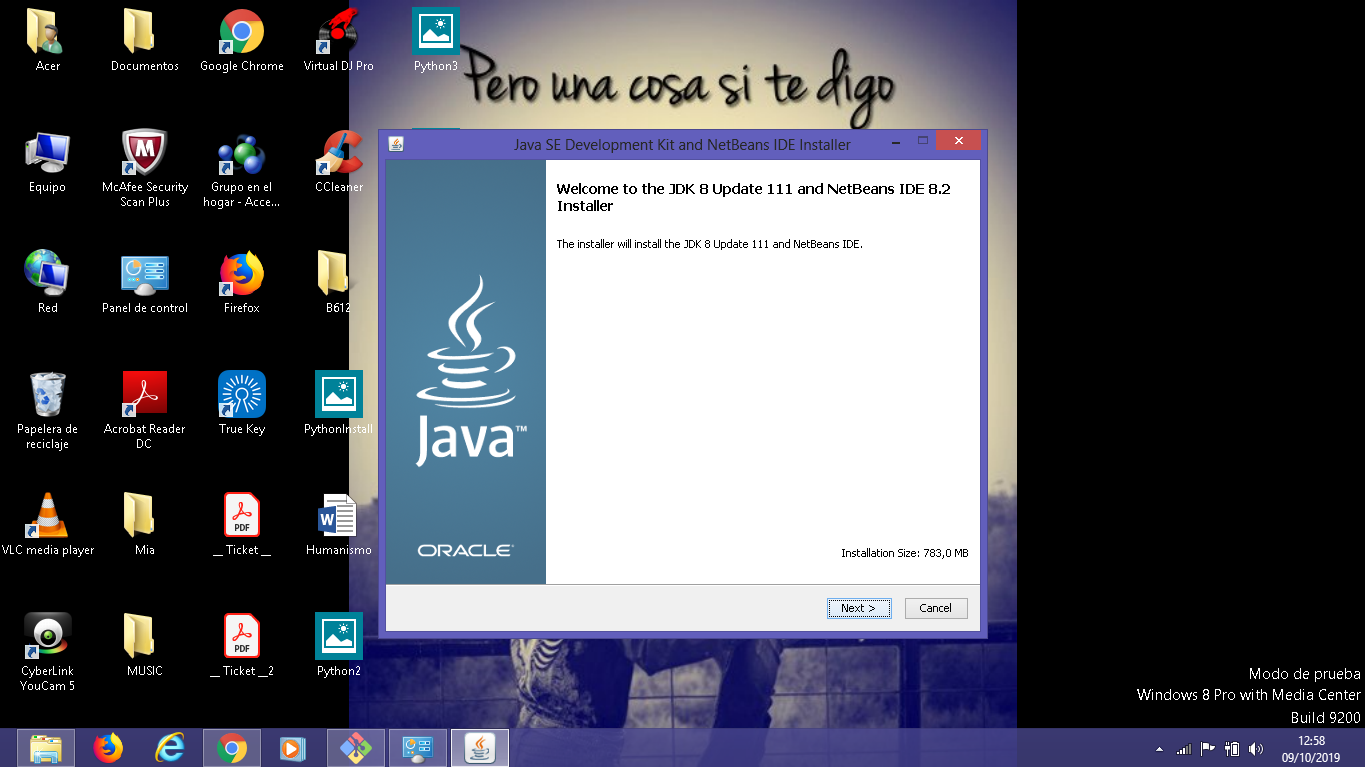 Acer
Documentos
Google Chrome
Virtual DJ Pro
Python3
Pero una cosa si te digo
Equipo
McAfee Security
Scan Plus
Grupo en el
hogar - Acce...
CCleaner
Red
Panel de control
Firefox
B612
Papelera de
reciclaje
Acrobat Reader
DC
True Key
PythonInstall
VLC media player
Mia
PDF
__ Ticket __
W
Humanismo
CyberLink
YouCam 5
MUSIC
PDF
__ Ticket __2
Python2
Java SE Development Kit and NetBeans IDE Installer
Welcome to the JDK 8 Update 111 and NetBeans IDE 8.2
Installer
The installer will install the JDK 8 Update 111 and NetBeans IDE.
Java™
ORACLE®
Installation Size: 783,0 MB
Next >
Cancel
Modo de prueba
Windows 8 Pro with Media Center
Build 9200
12:58
09/10/2019